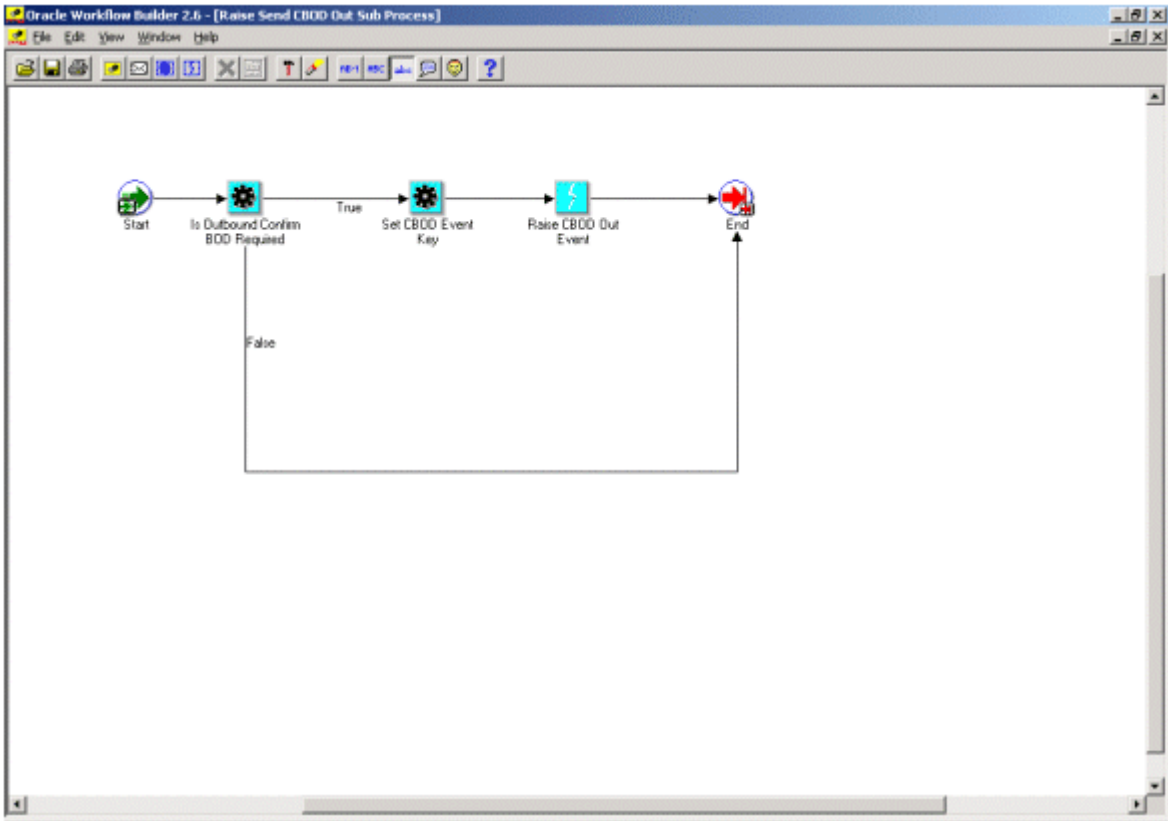 Oracle Workflow Builder 2.6 - [Raise Send CBOD Out Sub Process]
File Edit View Window Help
True
Start
Is Outbound Confirm
BOD Required
Set CBOD Event
Key
Raise CBOD Out
Event
End
False